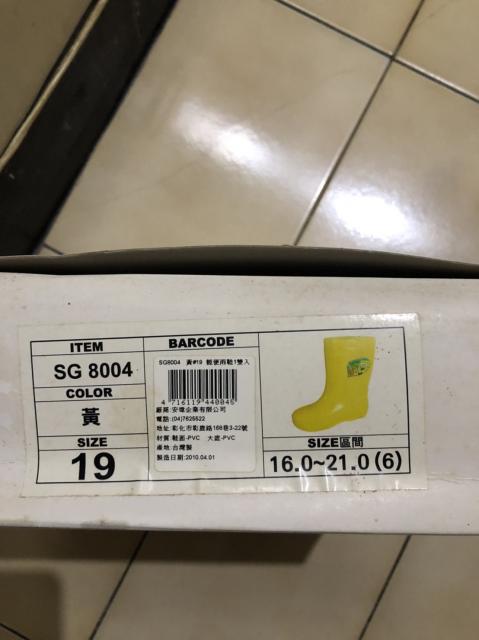 ITEM
SG 8004
COLOR
黃
SIZE
19
BARCODE
SG8004 黃#19 輕便雨鞋1雙入
4 716119 440045
廠商:安堤企業有限公司
電話:(04)7625522
地址:彰化市彰鹿路168巷3-22號
材質:鞋面-PVC 大底-PVC
產地:台灣製
製造日期:2010.04.01
SIZE區間
16.0~21.0(6)